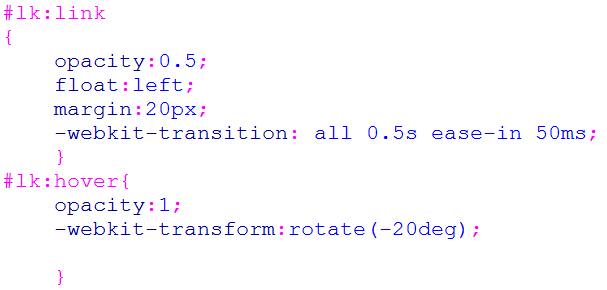 #lk:link
{
    opacity:0.5;
    float:left;
    margin:20px;
    -webkit-transition: all 0.5s ease-in 50ms;
    }
#lk:hover{
    opacity:1;
    -webkit-transform:rotate(-20deg);
    }